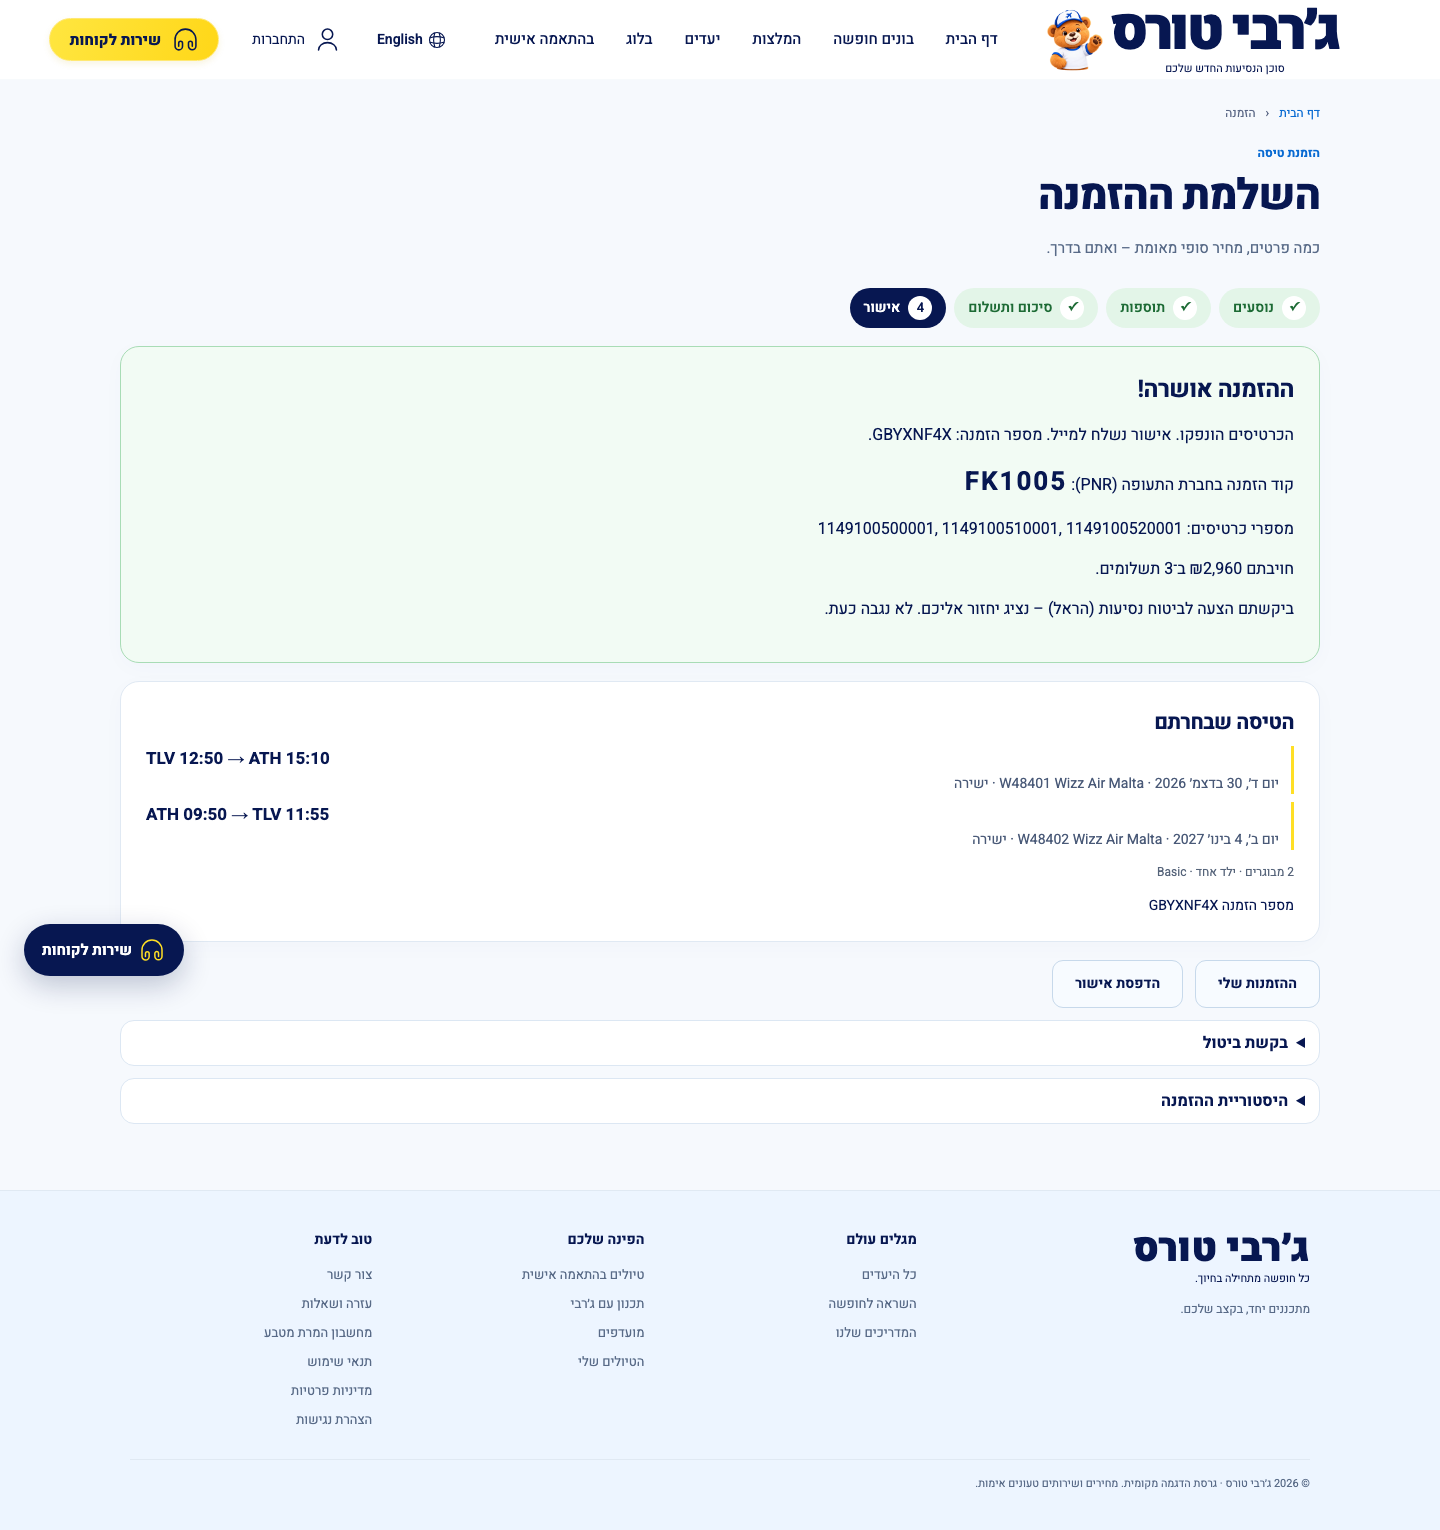 ג׳רבי טורס
סוכן הנסיעות החדש שלכם
דף הבית
בונים חופשה
המלצות
יעדים
בלוג
בהתאמה אישית
English
התחברות
שירות לקוחות
דף הבית ‹ הזמנה
הזמנת טיסה
השלמת ההזמנה
כמה פרטים, מחיר סופי מאומת – ואתם בדרך.
✓ נוסעים
✓ תוספות
✓ סיכום ותשלום
4 אישור
ההזמנה אושרה!
הכרטיסים הונפקו. אישור נשלח למייל. מספר הזמנה: GBYXNF4X.
קוד הזמנה בחברת התעופה (PNR): FK1005
מספרי כרטיסים: 1149100500001, 1149100510001, 1149100520001
חויבתם ₪2,960 ב־3 תשלומים.
ביקשתם הצעה לביטוח נסיעות (הראל) – נציג יחזור אליכם. לא נגבה כעת.
הטיסה שבחרתם
TLV 12:50 → ATH 15:10
יום ד׳, 30 בדצמ׳ 2026 · W48401 Wizz Air Malta · ישירה
ATH 09:50 → TLV 11:55
יום ב׳, 4 בינו׳ 2027 · W48402 Wizz Air Malta · ישירה
2 מבוגרים · ילד אחד · Basic
מספר הזמנה GBYXNF4X
שירות לקוחות
ההזמנות שלי
הדפסת אישור
בקשת ביטול
היסטוריית ההזמנה
ג׳רבי טורס
כל חופשה מתחילה בחיוך.
מתכננים יחד, בקצב שלכם.
מגלים עולם
כל היעדים
השראה לחופשה
המדריכים שלנו
הפינה שלכם
טיולים בהתאמה אישית
תכנון עם ג׳רבי
מועדפים
הטיולים שלי
טוב לדעת
צור קשר
עזרה ושאלות
מחשבון המרת מטבע
תנאי שימוש
מדיניות פרטיות
הצהרת נגישות
© 2026 ג׳רבי טורס · גרסת הדגמה מקומית. מחירים ושירותים טעונים אימות.